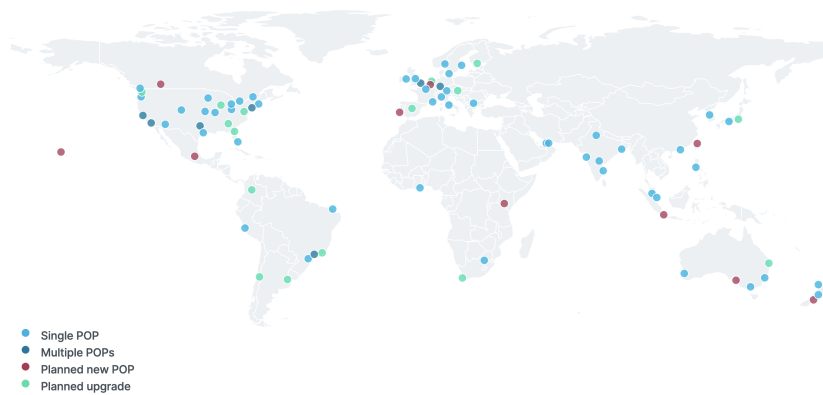 Single POP
Multiple POPs
Planned new POP
Planned upgrade